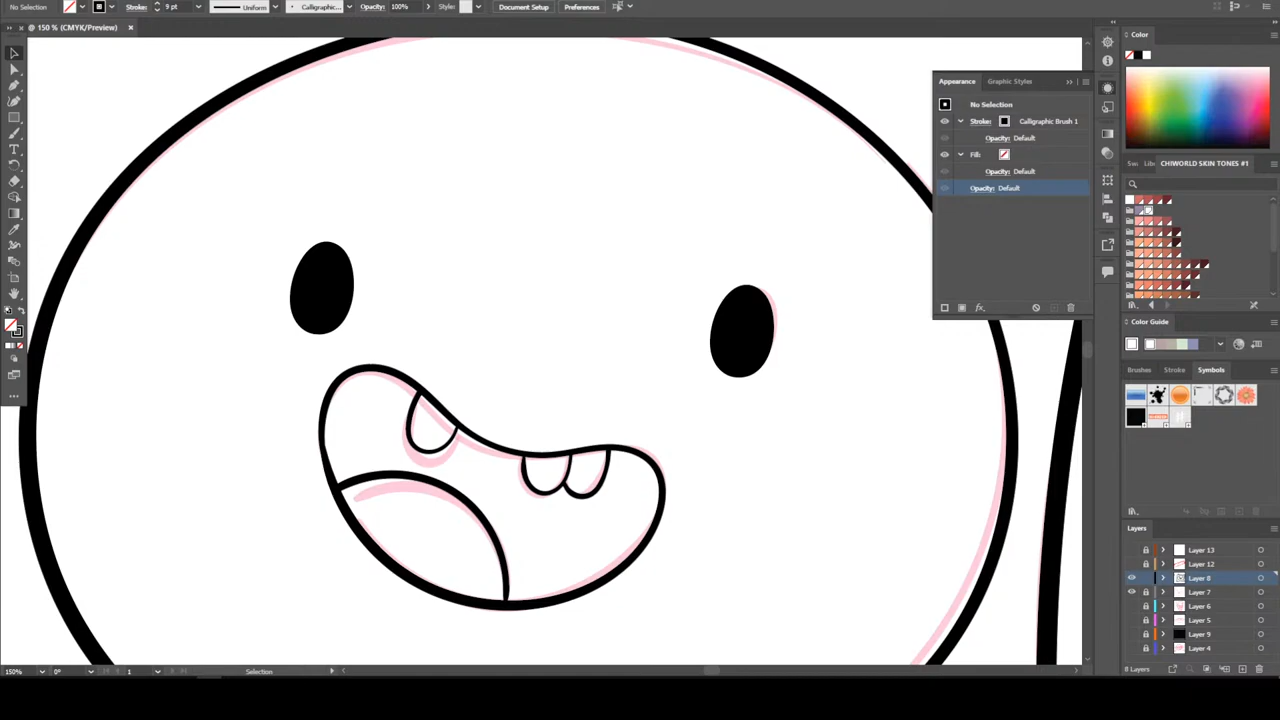 No Selection Stroke: 9 pt Uniform Calligraphic... Opacity: 100% Style: Document Setup Preferences
@ 150 % (CMYK/Preview)
Color
Appearance Graphic Styles
No Selection
Stroke: Calligraphic Brush 1
Opacity: Default
Fill:
Opacity: Default
Opacity: Default
CHIWORLD SKIN TONES #1
Color Guide
Brushes Stroke Symbols
Layers
Layer 13
Layer 12
Layer 8
Layer 7
Layer 6
Layer 5
Layer 9
Layer 4
150% 0° 1 Selection